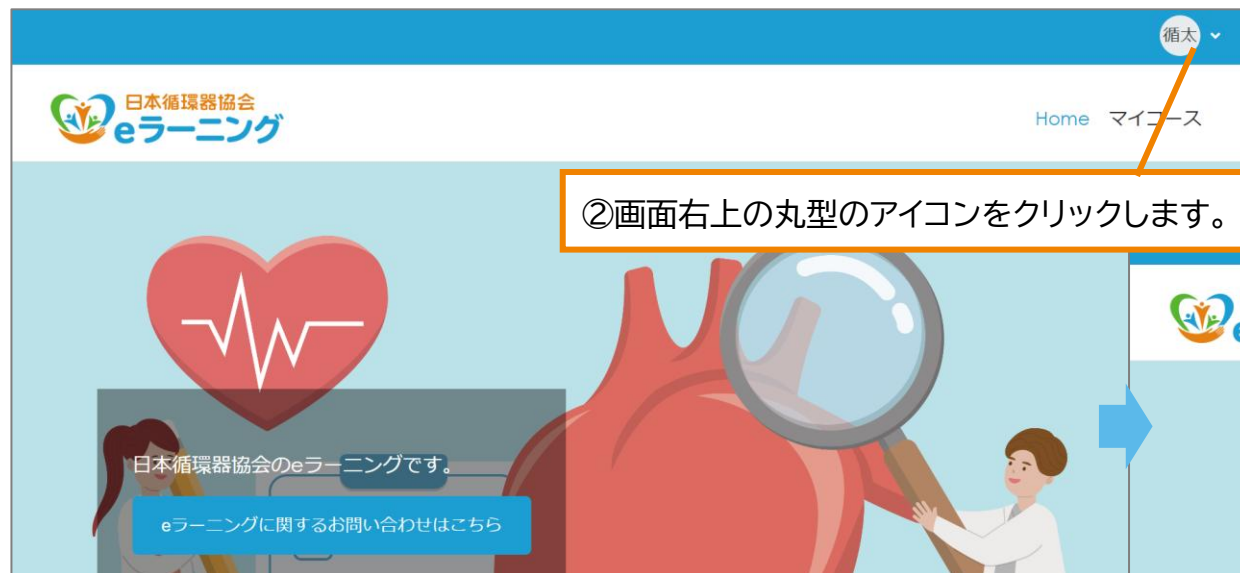 循太
日本循環器協会
eラーニング
Home マイコース
②画面右上の丸型のアイコンをクリックします。
日本循環器協会のeラーニングです。
eラーニングに関するお問い合わせはこちら